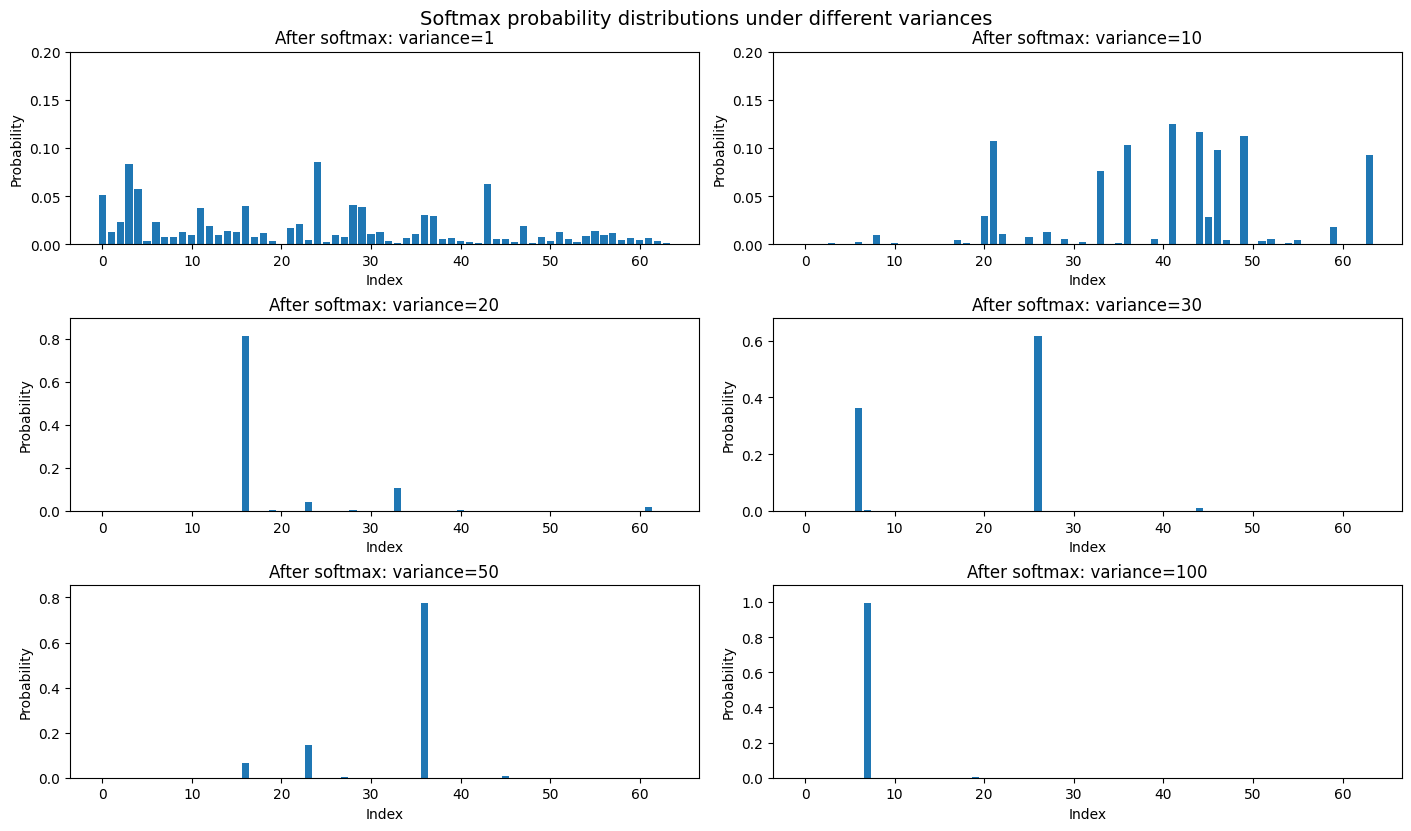 Softmax probability distributions under different variances
After softmax: variance=1
0.20
0.15
0.10
0.05
0.00
Probability
0 10 20 30 40 50 60
Index
After softmax: variance=10
0.20
0.15
0.10
0.05
0.00
Probability
0 10 20 30 40 50 60
Index
After softmax: variance=20
0.8
0.6
0.4
0.2
0.0
Probability
0 10 20 30 40 50 60
Index
After softmax: variance=30
0.6
0.4
0.2
0.0
Probability
0 10 20 30 40 50 60
Index
After softmax: variance=50
0.8
0.6
0.4
0.2
0.0
Probability
0 10 20 30 40 50 60
Index
After softmax: variance=100
1.0
0.8
0.6
0.4
0.2
0.0
Probability
0 10 20 30 40 50 60
Index